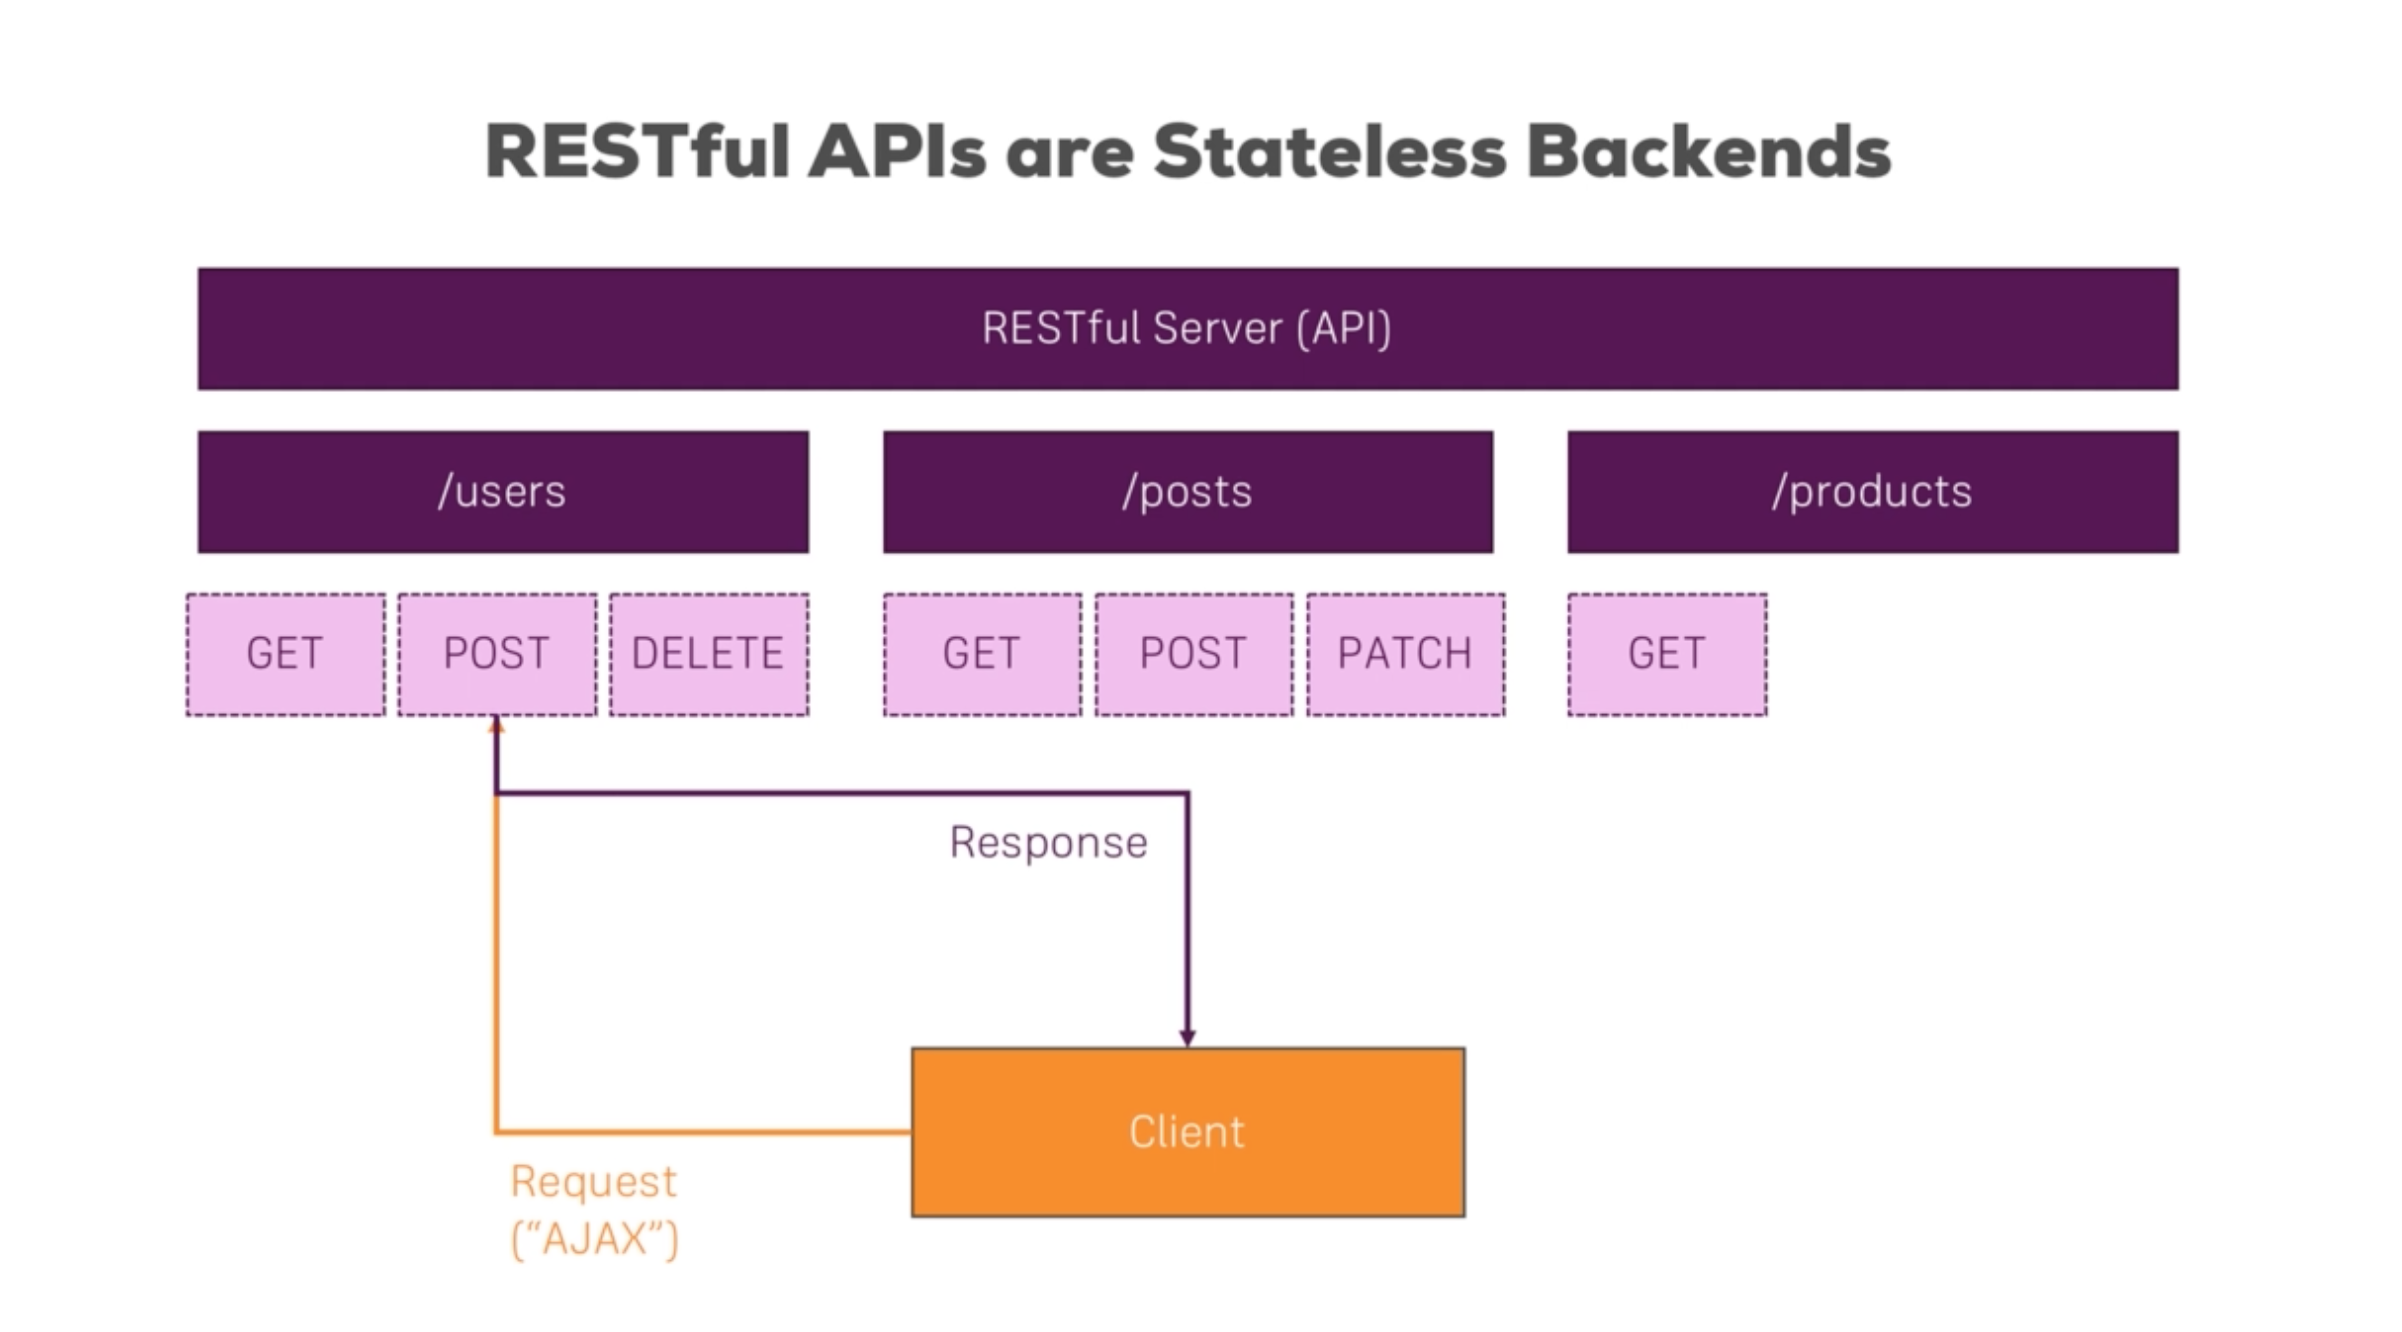 RESTful APIs are Stateless Backends
RESTful Server (API)
/users
/posts
/products
GET
POST
DELETE
GET
POST
PATCH
GET
Response
Client
Request
(“AJAX”)